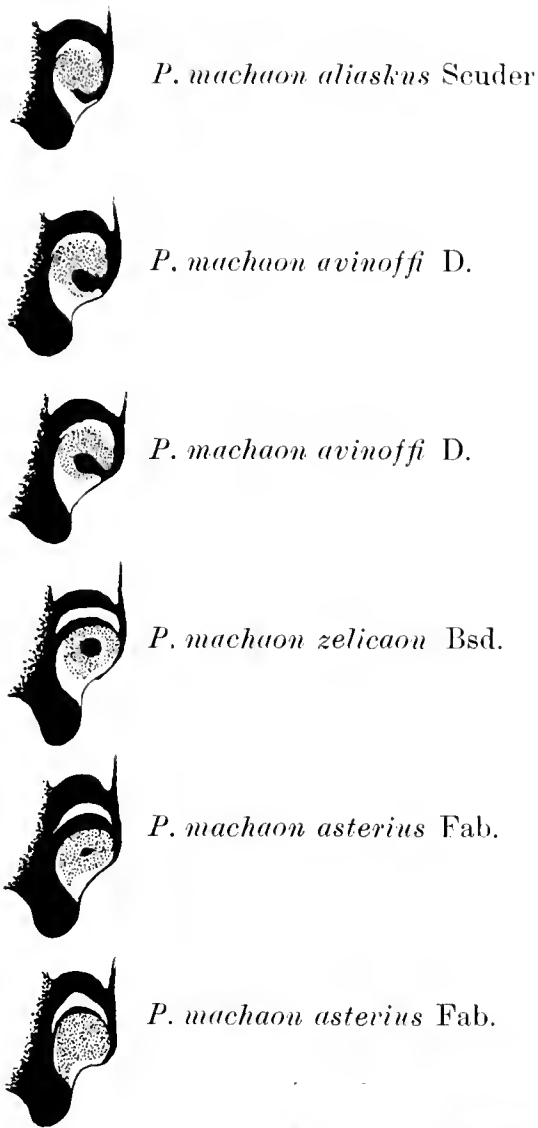 P. machaon aliaskus Scuder
P. machaon avinoffi D.
P. machaon avinoffi D.
P. machaon zelicaon Bsd.
P. machaon asterius Fab.
P. machaon asterius Fab.